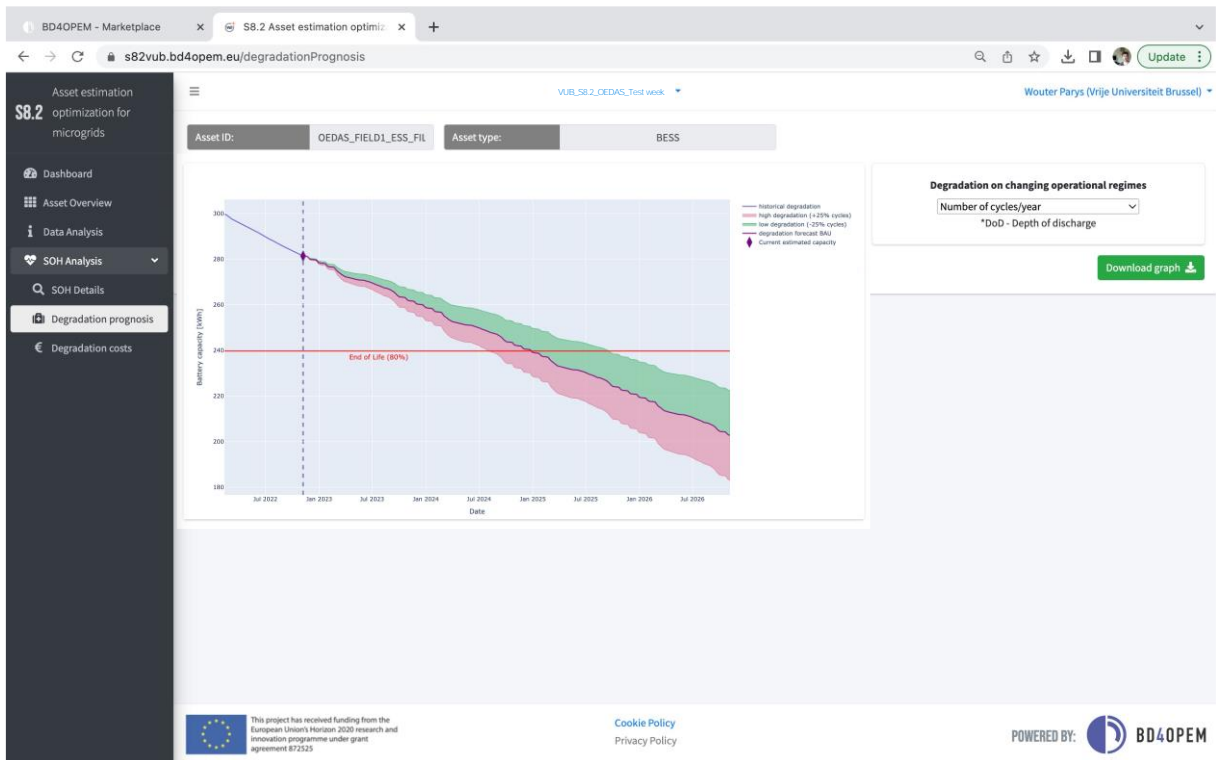 BD4OPEM - Marketplace
S8.2 Asset estimation optimiz
s82vub.bd4opem.eu/degradationPrognosis
Update
S8.2
Asset estimation
optimization for
microgrids
Dashboard
Asset Overview
Data analysis
SOH Analysis
SOH Details
Degradation prognosis
€ Degradation costs
VUB_S8.2_OEDAS_Test week
Wouter Parys (Vrije Universiteit Brussel)
Asset ID:
OEDAS_FIELD1_ESS_FIL
Asset type:
BESS
historical degradation
high degradation (+25% cycles)
low degradation (-25% cycles)
degradation forecast BAU
Current estimated capacity
Battery capacity [kWh]
300
280
260
240
220
200
180
End of Life (80%)
Jul 2022
Jan 2023
Jul 2023
Jan 2024
Jul 2024
Jan 2025
Jul 2025
Jan 2026
Jul 2026
Date
Degradation on changing operational regimes
Number of cycles/year
*DoD - Depth of discharge
Download graph
This project has received funding from the
European Union's Horizon 2020 research and
innovation programme under grant
agreement 872525
Cookie Policy
Privacy Policy
POWERED BY:
BD4OPEM